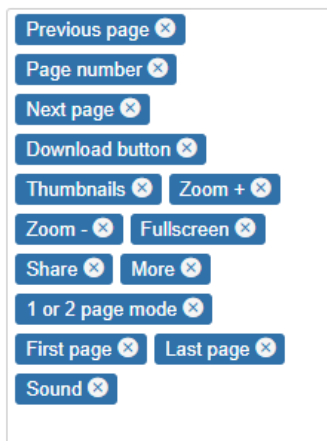 Previous page
Page number
Next page
Download button
Thumbnails Zoom +
Zoom - Fullscreen
Share More
1 or 2 page mode
First page Last page
Sound